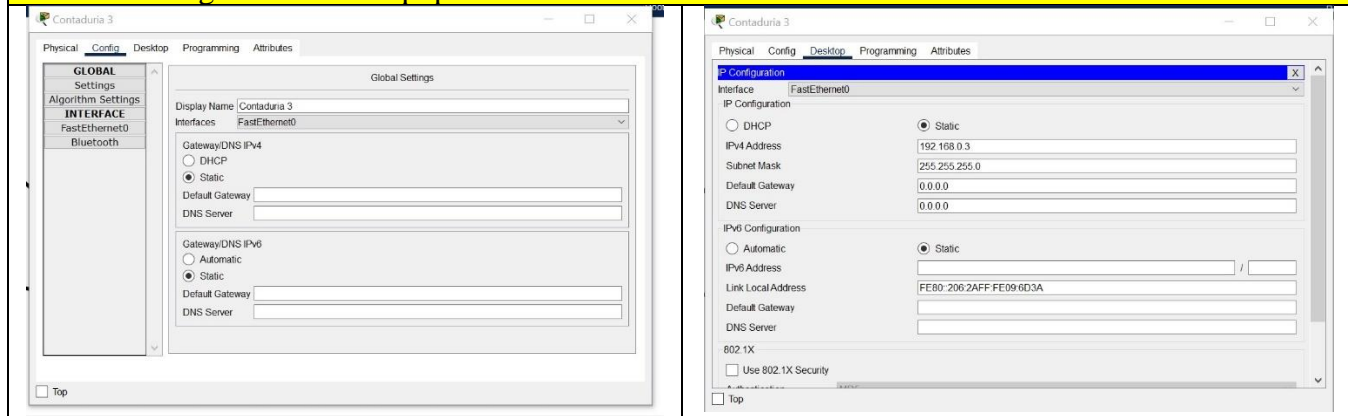 Contaduria 3
Physical Config Desktop Programming Attributes
GLOBAL
Settings
Algorithm Settings
INTERFACE
FastEthernet0
Bluetooth
Global Settings
Display Name Contaduria 3
Interfaces FastEthernet0
Gateway/DNS IPv4
DHCP
Static
Default Gateway
DNS Server
Gateway/DNS IPv6
Automatic
Static
Default Gateway
DNS Server
Top
Contaduria 3
Physical Config Desktop Programming Attributes
IP Configuration X
Interface FastEthernet0
IP Configuration
DHCP Static
IPv4 Address 192.168.0.3
Subnet Mask 255.255.255.0
Default Gateway 0.0.0.0
DNS Server 0.0.0.0
IPv6 Configuration
Automatic Static
IPv6 Address /
Link Local Address FE80::206:2AFF:FE09:6D3A
Default Gateway
DNS Server
802.1X
Use 802.1X Security
Top